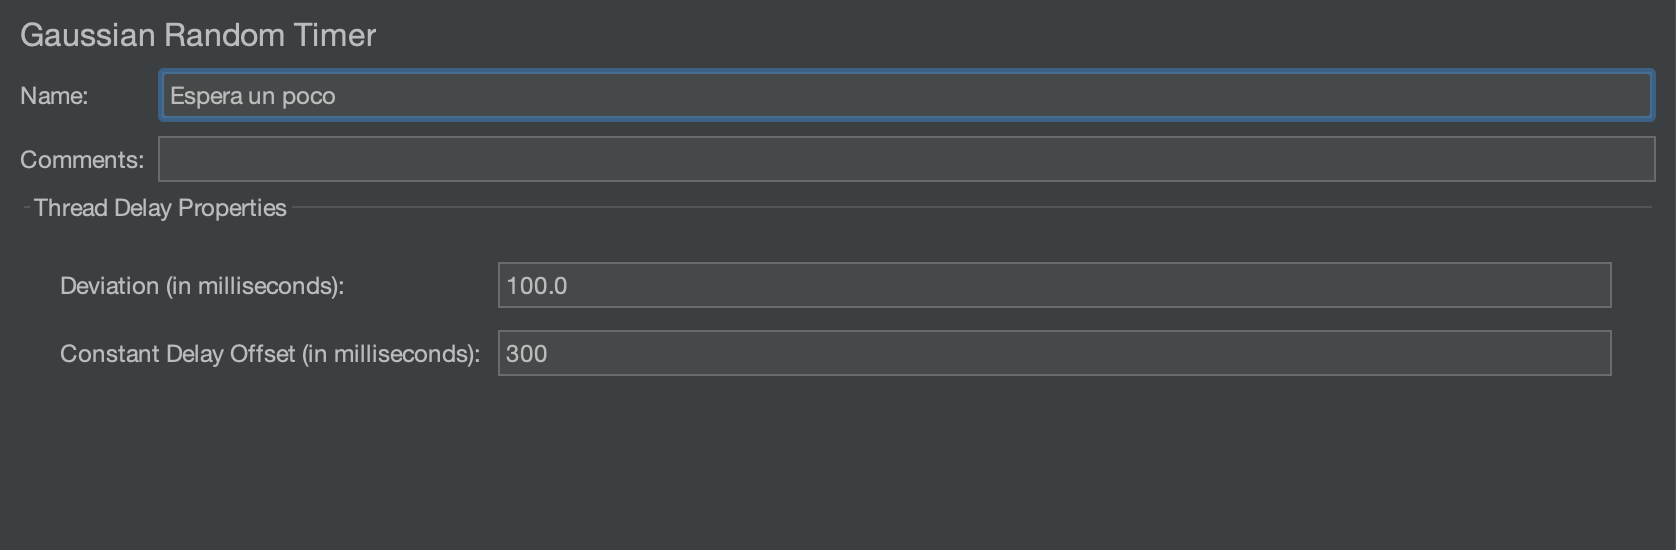 Gaussian Random Timer
Name: Espera un poco
Comments:
Thread Delay Properties
Deviation (in milliseconds): 100.0
Constant Delay Offset (in milliseconds): 300